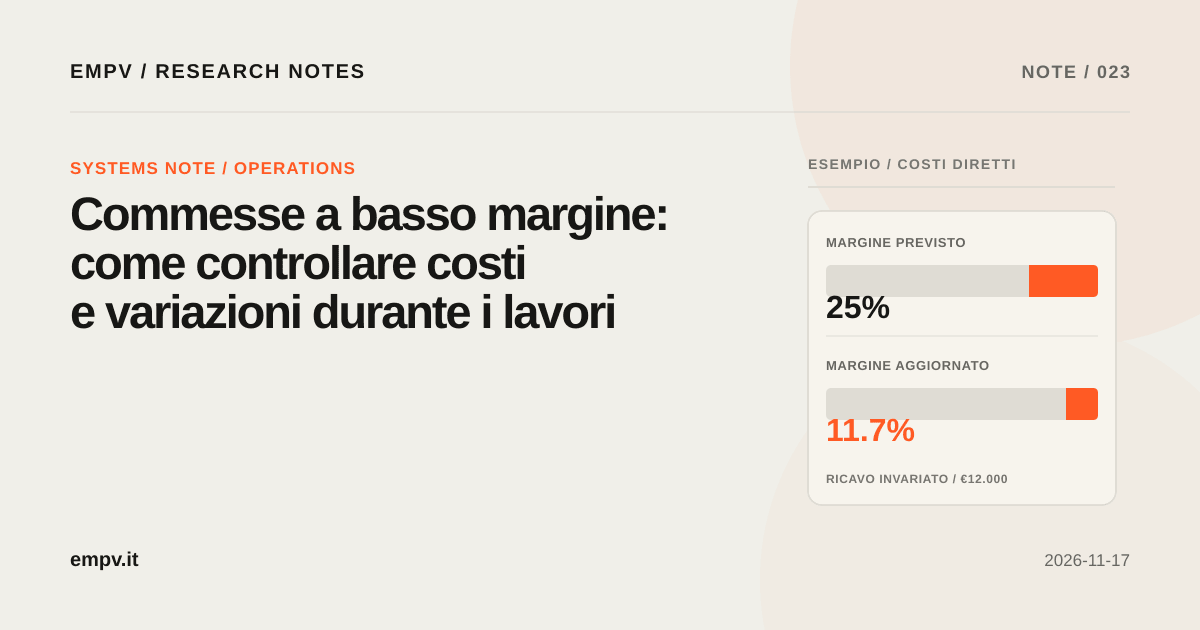 EMPV / RESEARCH NOTES
NOTE / 023
SYSTEMS NOTE / OPERATIONS
Commesse a basso margine:
come controllare costi
e variazioni durante i lavori
ESEMPIO / COSTI DIRETTI
MARGINE PREVISTO
25%
MARGINE AGGIORNATO
11.7%
RICAVO INVARIATO / €12.000
empv.it
2026-11-17